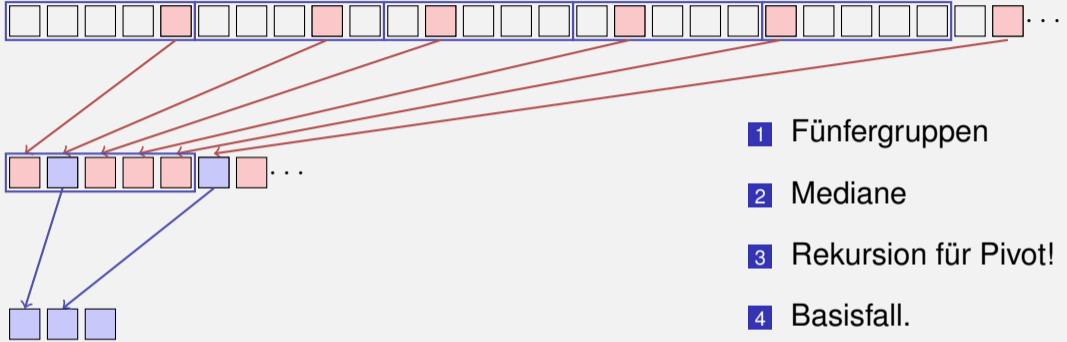 ...
...
1 Fünfergruppen
2 Mediane
3 Rekursion für Pivot!
4 Basisfall.